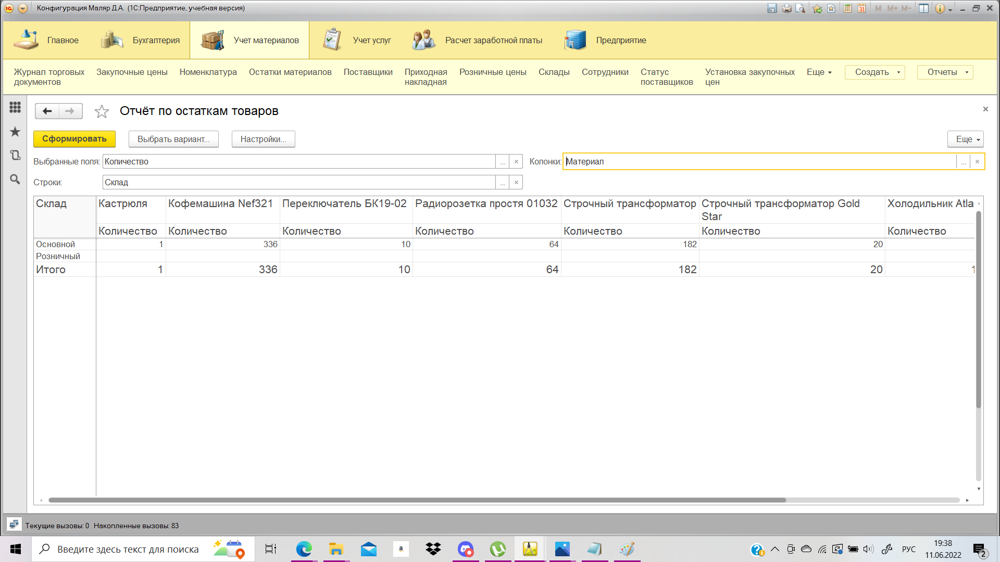 Конфигурация Маляр Д.А. (1С:Предприятие, учебная версия)
M M+ M-
Главное
Бухгалтерия
Учет материалов
Учет услуг
Расчет заработной платы
Предприятие
Журнал торговых документов
Закупочные цены
Номенклатура
Остатки материалов
Поставщики
Приходная накладная
Розничные цены
Склады
Сотрудники
Статус поставщиков
Установка закупочных цен
Еще
Создать
Отчеты
Отчёт по остаткам товаров
Сформировать
Выбрать вариант...
Настройки...
Еще
Выбранные поля: Количество ... ×
Колонки: Материал ... ×
Строки: Склад ... ×
Склад Кастрюля Кофемашина Nef321 Переключатель БК19-02 Радиорозетка простя 01032 Строчный трансформатор Строчный трансформатор Gold Star Холодильник Atla
Количество Количество Количество Количество Количество Количество Количество
Основной 1 336 10 64 182 20
Розничный
Итого 1 336 10 64 182 20 1
Текущие вызовы: 0 Накопленные вызовы: 83
Введите здесь текст для поиска
a
РУС
19:38
11.06.2022
2